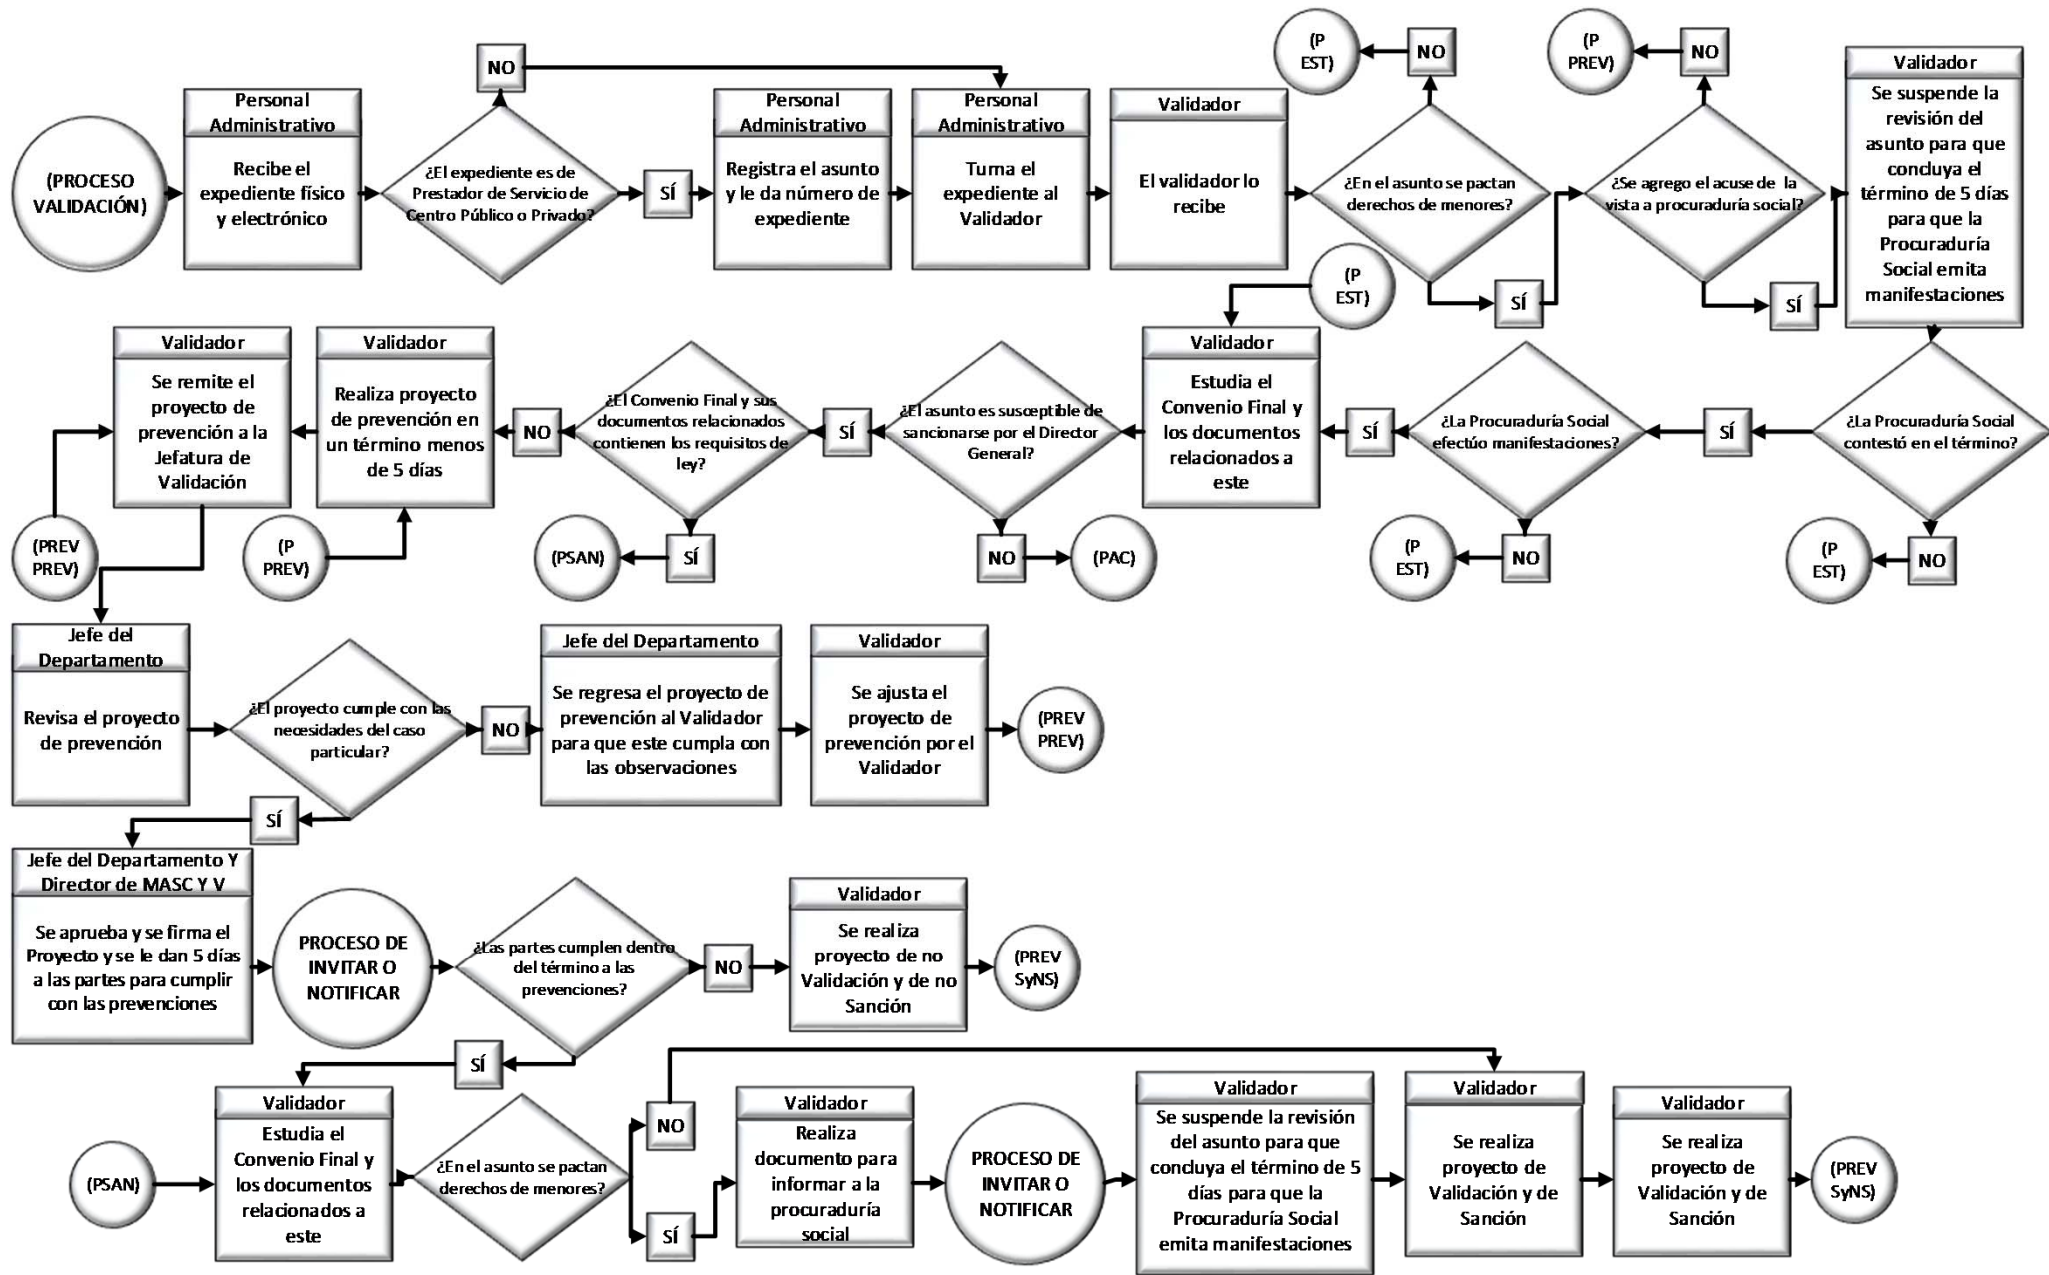 (PROCESO
VALIDACIÓN)
Personal
Administrativo
Recibe el
expediente físico
y electrónico
NO
¿El expediente es de
Prestador de Servicio de
Centro Público o Privado?
SÍ
Personal
Administrativo
Registra el asunto
y le da número de
expediente
Personal
Administrativo
Turna el
expediente al
Validador
Validador
El validador lo
recibe
(P
EST)
NO
¿En el asunto se pactan
derechos de menores?
SÍ
(P
PREV)
NO
¿Se agrego el acuse de la
vista a procuraduría social?
SÍ
Validador
Se suspende la
revisión del
asunto para que
concluya el
término de 5 días
para que la
Procuraduría
Social emita
manifestaciones
¿La Procuraduría Social
contestó en el término?
NO
(P
EST)
SÍ
¿La Procuraduría Social
efectúo manifestaciones?
NO
(P
EST)
SÍ
(P
EST)
Validador
Estudia el
Convenio Final y
los documentos
relacionados a
este
¿El asunto es susceptible de
sancionarse por el Director
General?
NO
(PAC)
SÍ
¿El Convenio Final y sus
documentos relacionados
contienen los requisitos de
ley?
SÍ
(PSAN)
NO
Validador
Realiza proyecto
de prevención en
un término menos
de 5 días
(P
PREV)
Validador
Se remite el
proyecto de
prevención a la
Jefatura de
Validación
(PREV
PREV)
Jefe del
Departamento
Revisa el proyecto
de prevención
¿El proyecto cumple con las
necesidades del caso
particular?
NO
Jefe del Departamento
Se regresa el proyecto de
prevención al Validador
para que este cumpla con
las observaciones
Validador
Se ajusta el
proyecto de
prevención por el
Validador
(PREV
PREV)
SÍ
Jefe del Departamento Y
Director de MASC Y V
Se aprueba y se firma el
Proyecto y se le dan 5 días
a las partes para cumplir
con las prevenciones
PROCESO DE
INVITAR O
NOTIFICAR
¿Las partes cumplen dentro
del término a las
prevenciones?
NO
Validador
Se realiza
proyecto de no
Validación y de no
Sanción
(PREV
SyNS)
SÍ
(PSAN)
Validador
Estudia el
Convenio Final y
los documentos
relacionados a
este
¿En el asunto se pactan
derechos de menores?
NO
SÍ
Validador
Realiza
documento para
informar a la
procuraduría
social
PROCESO DE
INVITAR O
NOTIFICAR
Validador
Se suspende la revisión
del asunto para que
concluya el término de 5
días para que la
Procuraduría Social
emita manifestaciones
Validador
Se realiza
proyecto de
Validación y de
Sanción
Validador
Se realiza
proyecto de
Validación y de
Sanción
(PREV
SyNS)